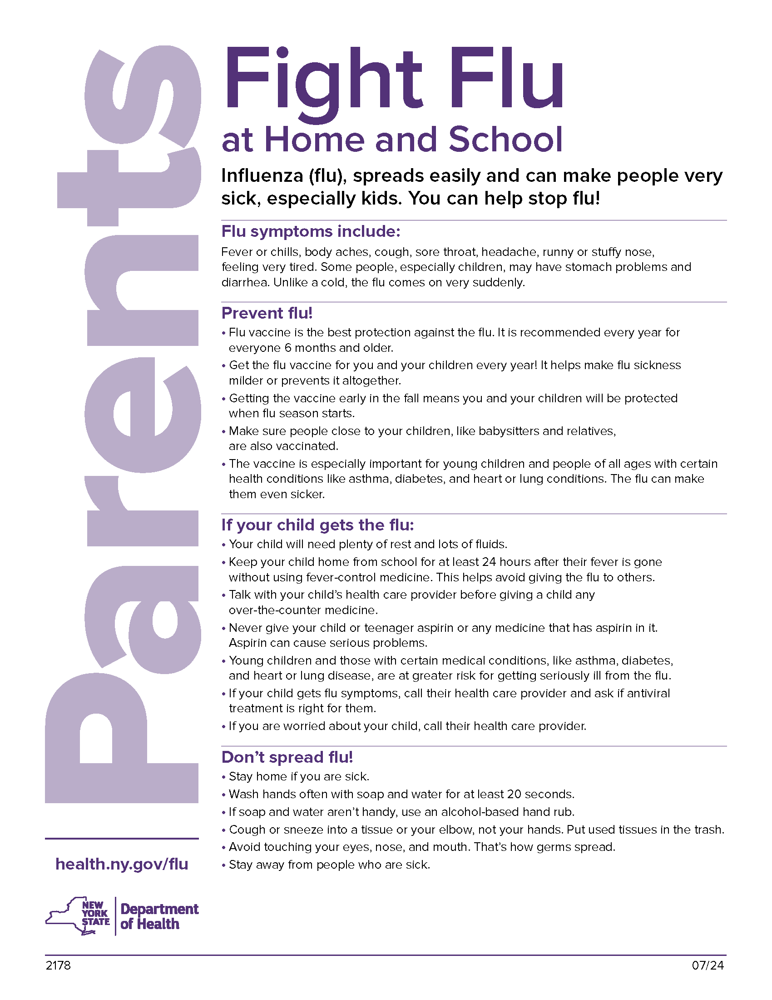 Parents
Fight Flu
at Home and School
Influenza (flu), spreads easily and can make people very
sick, especially kids. You can help stop flu!
Flu symptoms include:
Fever or chills, body aches, cough, sore throat, headache, runny or stuffy nose,
feeling very tired. Some people, especially children, may have stomach problems and
diarrhea. Unlike a cold, the flu comes on very suddenly.
Prevent flu!
• Flu vaccine is the best protection against the flu. It is recommended every year for
everyone 6 months and older.
• Get the flu vaccine for you and your children every year! It helps make flu sickness
milder or prevents it altogether.
• Getting the vaccine early in the fall means you and your children will be protected
when flu season starts.
• Make sure people close to your children, like babysitters and relatives,
are also vaccinated.
• The vaccine is especially important for young children and people of all ages with certain
health conditions like asthma, diabetes, and heart or lung conditions. The flu can make
them even sicker.
If your child gets the flu:
• Your child will need plenty of rest and lots of fluids.
• Keep your child home from school for at least 24 hours after their fever is gone
without using fever-control medicine. This helps avoid giving the flu to others.
• Talk with your child’s health care provider before giving a child any
over-the-counter medicine.
• Never give your child or teenager aspirin or any medicine that has aspirin in it.
Aspirin can cause serious problems.
• Young children and those with certain medical conditions, like asthma, diabetes,
and heart or lung disease, are at greater risk for getting seriously ill from the flu.
• If your child gets flu symptoms, call their health care provider and ask if antiviral
treatment is right for them.
• If you are worried about your child, call their health care provider.
Don’t spread flu!
• Stay home if you are sick.
• Wash hands often with soap and water for at least 20 seconds.
• If soap and water aren’t handy, use an alcohol-based hand rub.
• Cough or sneeze into a tissue or your elbow, not your hands. Put used tissues in the trash.
• Avoid touching your eyes, nose, and mouth. That’s how germs spread.
• Stay away from people who are sick.
health.ny.gov/flu
NEW
YORK
STATE
Department
of Health
2178
07/24